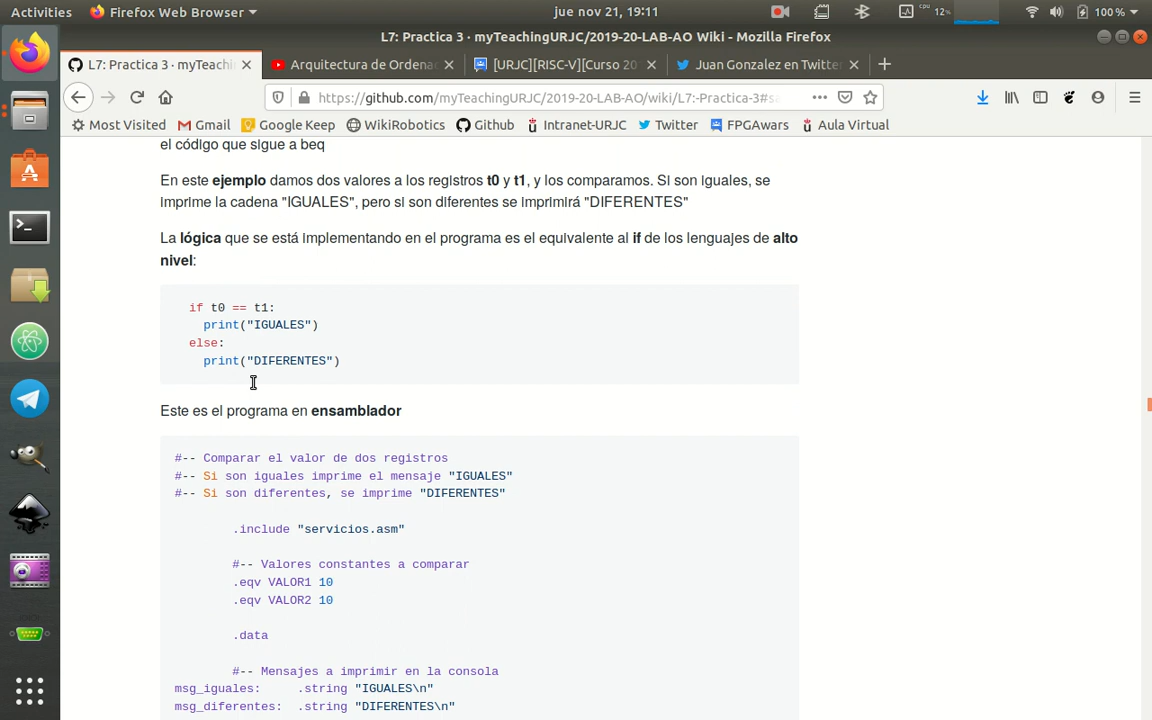 Activities Firefox Web Browser jue nov 21, 19:11 cpu 12% 100 %
L7: Practica 3 · myTeachingURJC/2019-20-LAB-AO Wiki - Mozilla Firefox
L7: Practica 3 · myTeachin Arquitectura de Ordena [URJC][RISC-V][Curso 20 Juan Gonzalez en Twitter
https://github.com/myTeachingURJC/2019-20-LAB-AO/wiki/L7:-Practica-3#sa
Most Visited Gmail Google Keep WikiRobotics Github Intranet-URJC Twitter FPGAwars Aula Virtual
el código que sigue a beq
En este ejemplo damos dos valores a los registros t0 y t1, y los comparamos. Si son iguales, se
imprime la cadena "IGUALES", pero si son diferentes se imprimirá "DIFERENTES"
La lógica que se está implementando en el programa es el equivalente al if de los lenguajes de alto
nivel:
if t0 == t1:
print("IGUALES")
else:
print("DIFERENTES")
Este es el programa en ensamblador
#-- Comparar el valor de dos registros
#-- Si son iguales imprime el mensaje "IGUALES"
#-- Si son diferentes, se imprime "DIFERENTES"
.include "servicios.asm"
#-- Valores constantes a comparar
.eqv VALOR1 10
.eqv VALOR2 10
.data
#-- Mensajes a imprimir en la consola
msg_iguales: .string "IGUALES\n"
msg_diferentes: .string "DIFERENTES\n"